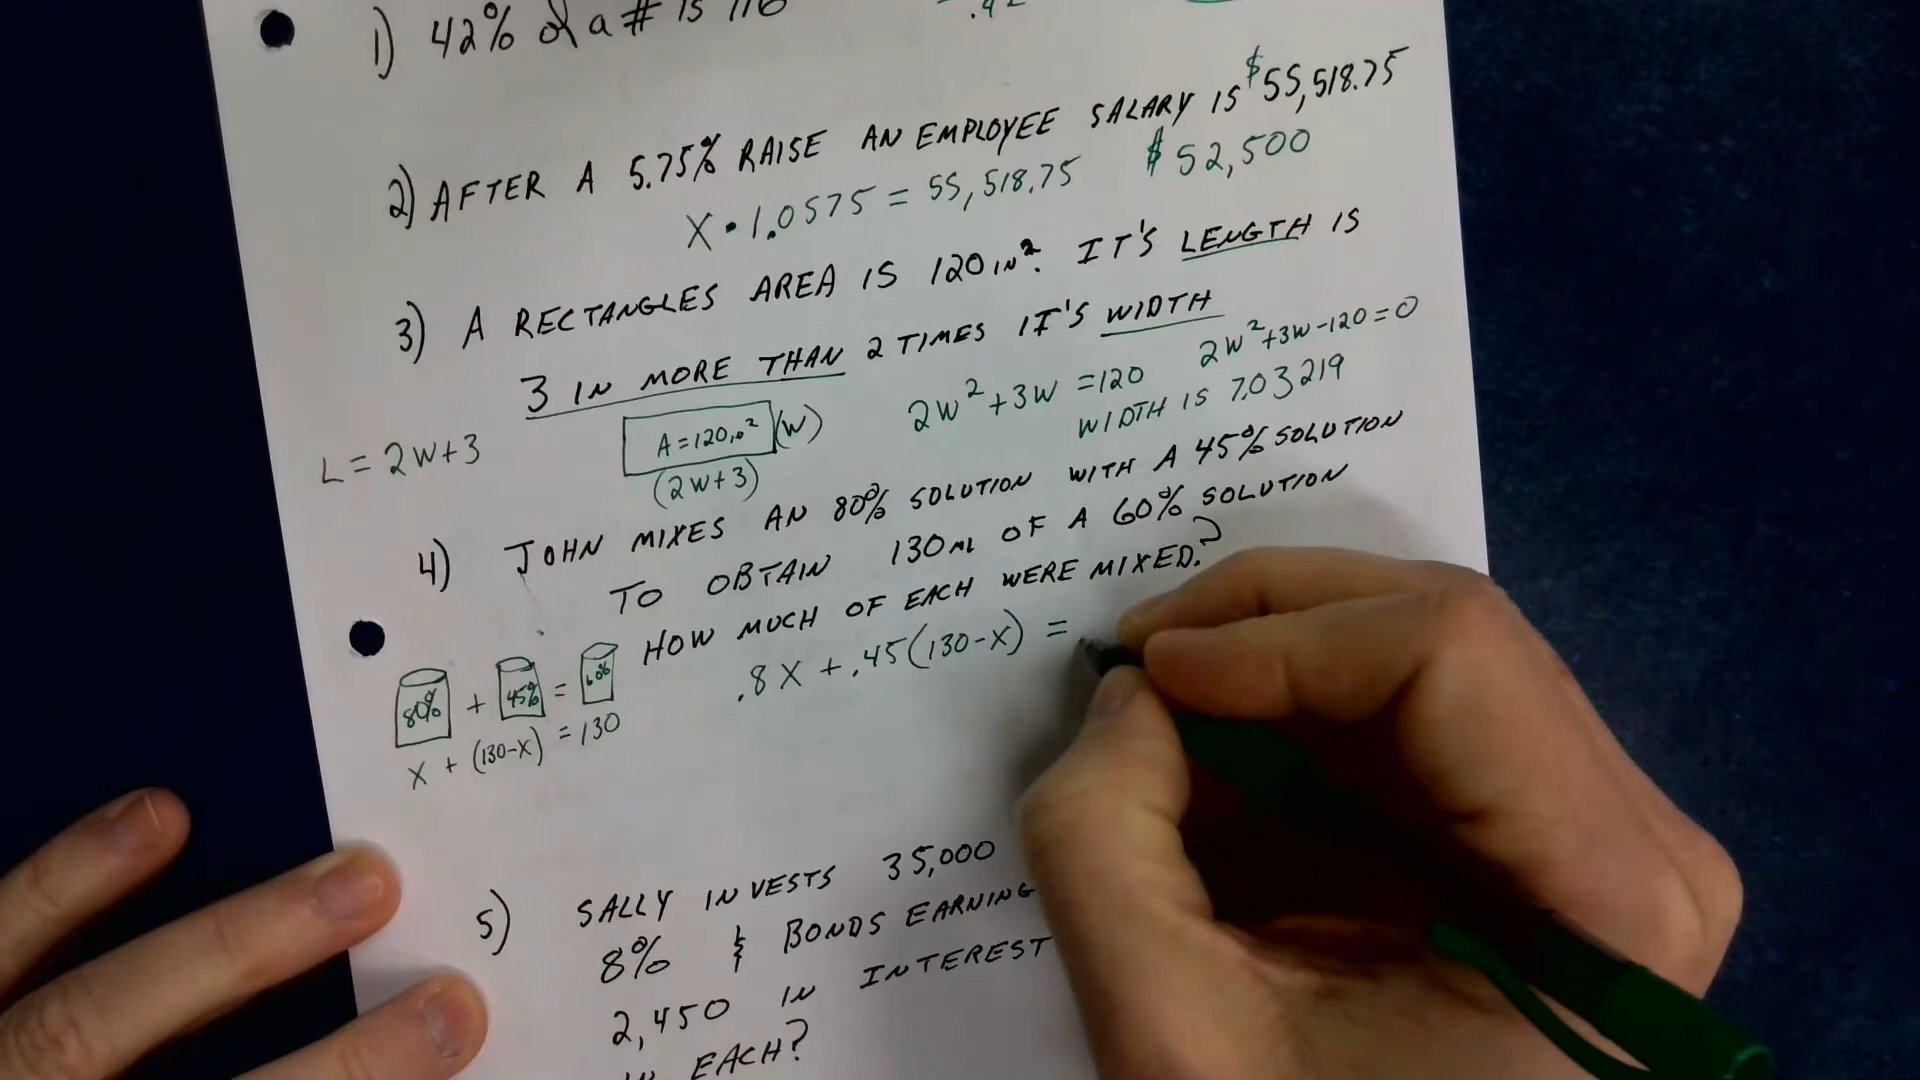 1) 42% of a # is 116
.42
2) AFTER A 5.75% RAISE AN EMPLOYEE SALARY IS $55,518.75
X • 1.0575 = 55,518.75 $52,500
3) A RECTANGLES AREA IS 120 IN². IT'S LENGTH IS
3 IN MORE THAN 2 TIMES IT'S WIDTH
L = 2W+3
A = 120in² (W)
(2W+3)
2W² + 3W = 120
2W²+3W-120=0
WIDTH IS 7.03219
4) JOHN MIXES AN 80% SOLUTION WITH A 45% SOLUTION
TO OBTAIN 130 ML OF A 60% SOLUTION
HOW MUCH OF EACH WERE MIXED?
80% + 45% = 60%
X + (130-X) = 130
.8X + .45(130-X) =
5) SALLY INVESTS 35,000
8% & BONDS EARNING
2,450 IN INTEREST
IN EACH?